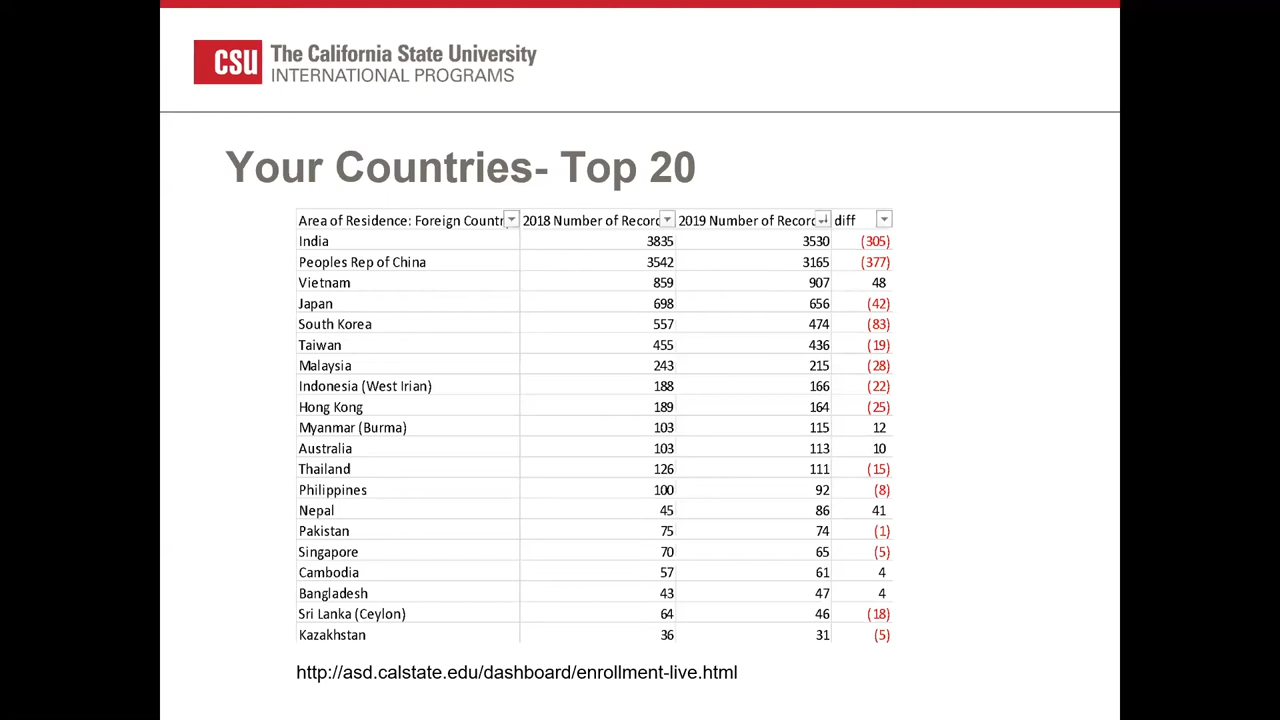 CSU The California State University
INTERNATIONAL PROGRAMS
Your Countries- Top 20
Area of Residence: Foreign Countr 2018 Number of Recor 2019 Number of Recor diff
India 3835 3530 (305)
Peoples Rep of China 3542 3165 (377)
Vietnam 859 907 48
Japan 698 656 (42)
South Korea 557 474 (83)
Taiwan 455 436 (19)
Malaysia 243 215 (28)
Indonesia (West Irian) 188 166 (22)
Hong Kong 189 164 (25)
Myanmar (Burma) 103 115 12
Australia 103 113 10
Thailand 126 111 (15)
Philippines 100 92 (8)
Nepal 45 86 41
Pakistan 75 74 (1)
Singapore 70 65 (5)
Cambodia 57 61 4
Bangladesh 43 47 4
Sri Lanka (Ceylon) 64 46 (18)
Kazakhstan 36 31 (5)
http://asd.calstate.edu/dashboard/enrollment-live.html